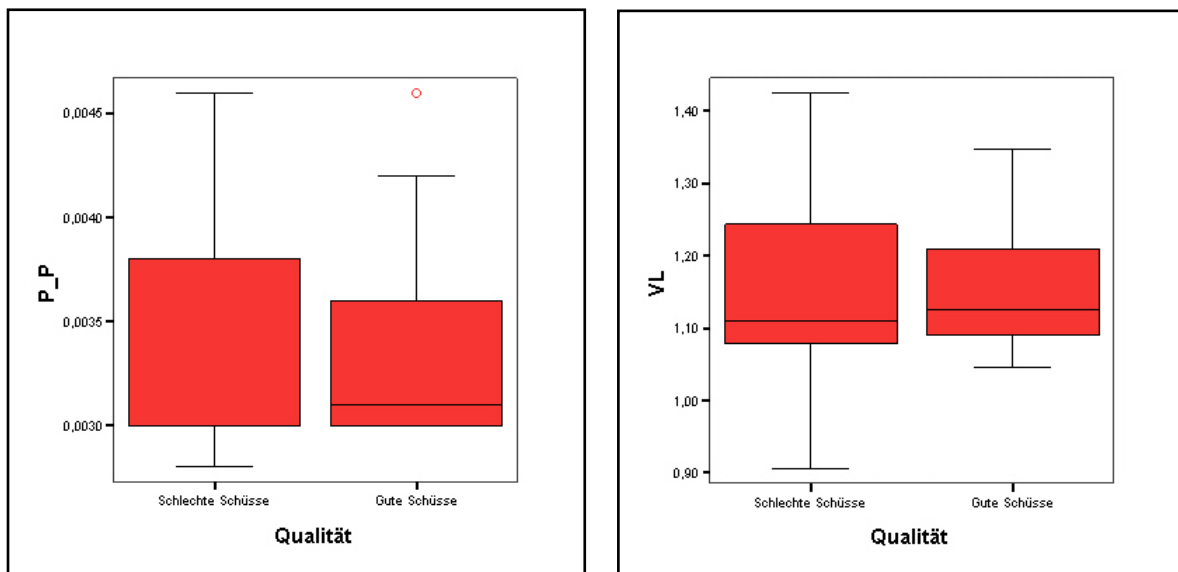 0,0045
0,0040
0,0035
0,0030
P_P
Schlechte Schüsse
Gute Schüsse
Qualität
1,40
1,30
1,20
1,10
1,00
0,90
VL
Schlechte Schüsse
Gute Schüsse
Qualität